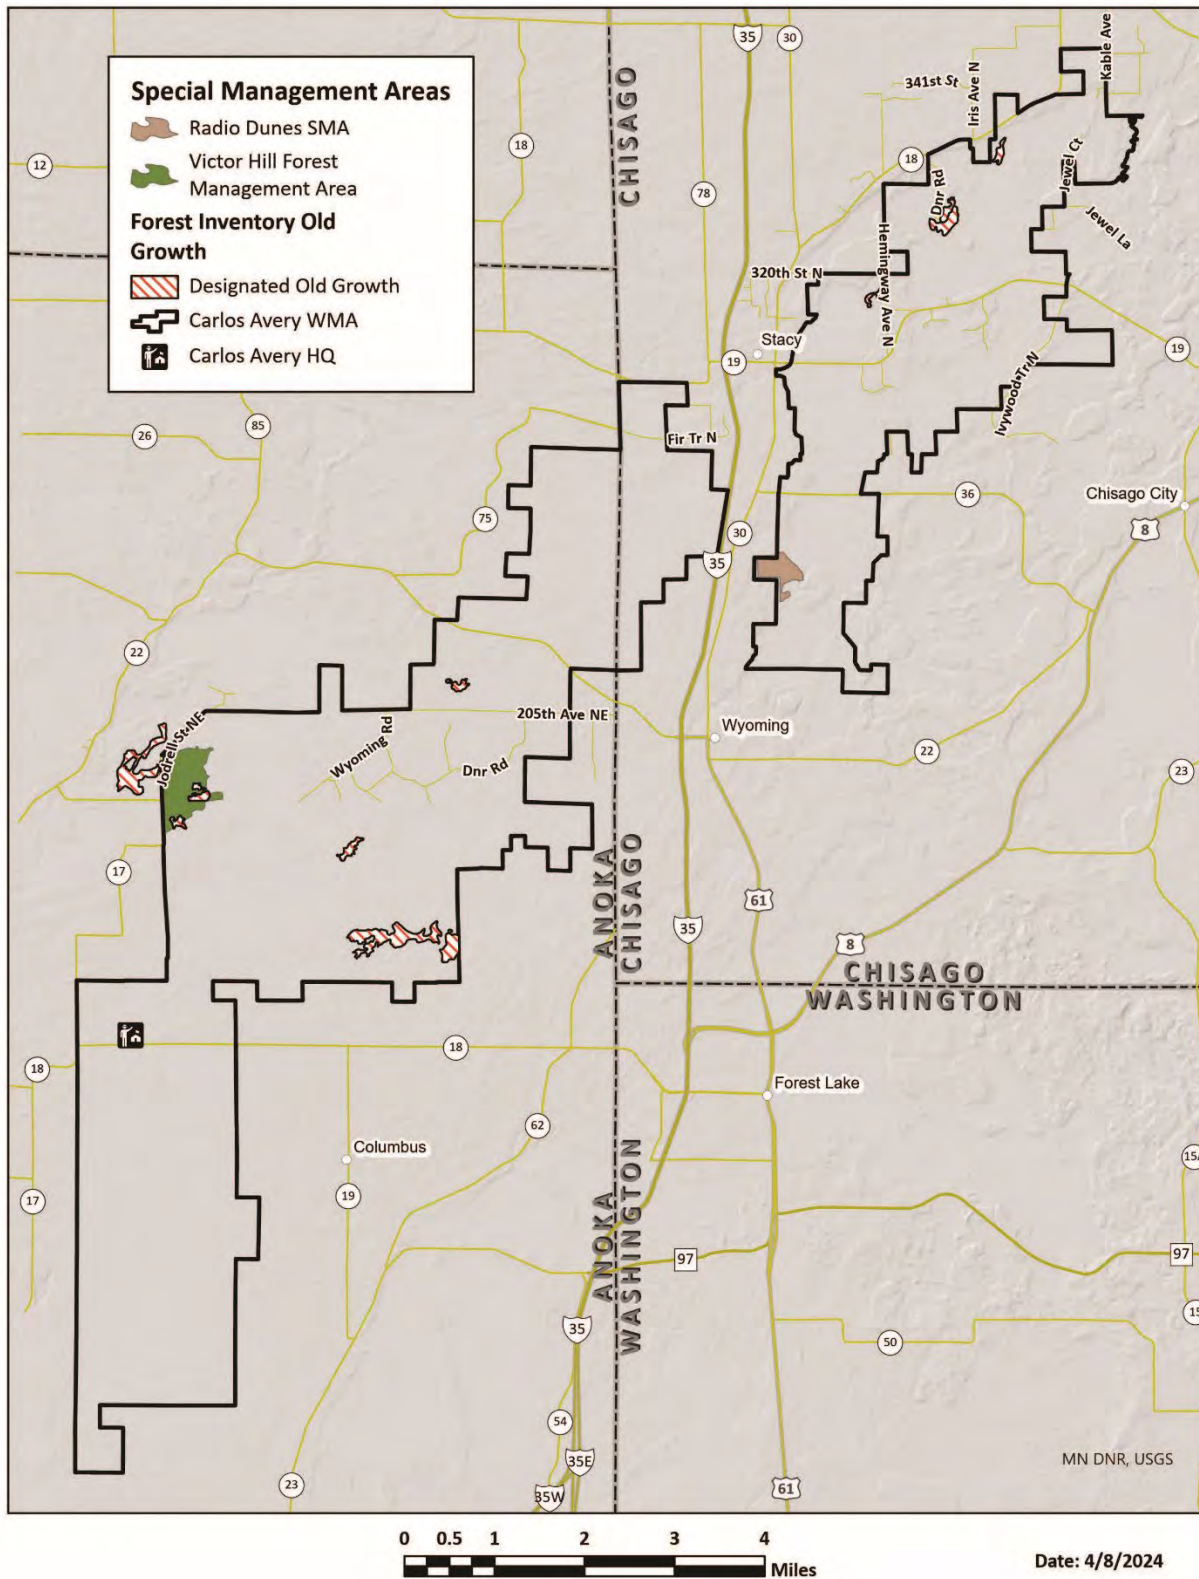 Special Management Areas
Radio Dunes SMA
Victor Hill Forest
Management Area
Forest Inventory Old
Growth
Designated Old Growth
Carlos Avery WMA
Carlos Avery HQ
35
30
Kable Ave
Iris Ave N
341st St
CHISAGO
12
18
18
78
Dnr Rd
Jewel Ct
Jewel La
Hemingway Ave N
320th St N
Stacy
19
19
Ivywood Tr N
85
26
Fir Tr N
75
36
Chisago City
8
30
35
22
205th Ave NE
Wyoming
Jodrell St NE
Wyoming Rd
Dnr Rd
22
23
17
ANOKA
CHISAGO
61
35
8
CHISAGO
WASHINGTON
18
18
Forest Lake
62
Columbus
15A
17
19
ANOKA
WASHINGTON
97
97
15
35
50
54
35E
35W
23
61
MN DNR, USGS
0 0.5 1 2 3 4
Miles
Date: 4/8/2024